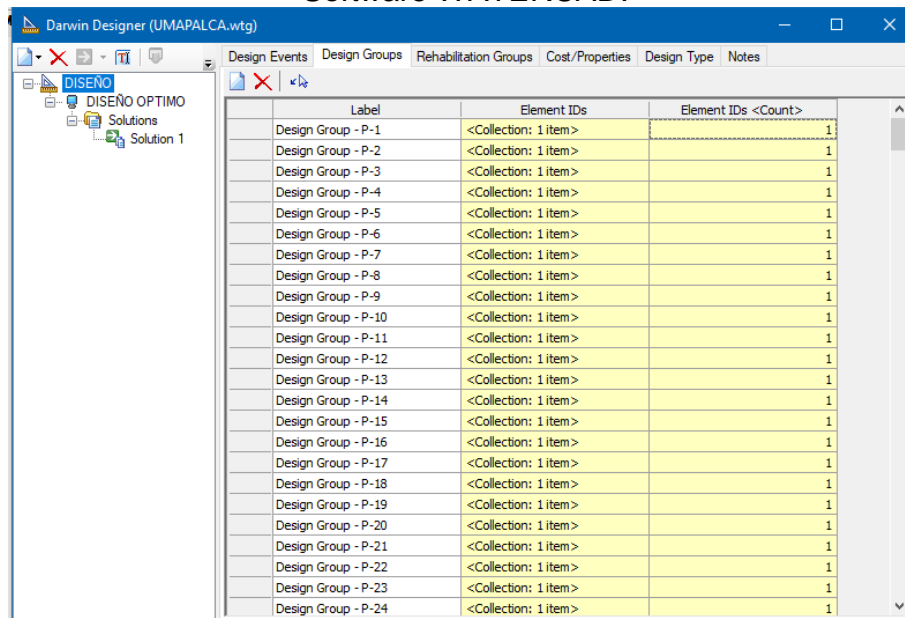 Software WATERCAD.
Darwin Designer (UMAPALCA.wtg)
Design Events Design Groups Rehabilitation Groups Cost/Properties Design Type Notes
DISEÑO
DISEÑO OPTIMO
Solutions
Solution 1
Label Element IDs Element IDs <Count>
Design Group - P-1 <Collection: 1 item> 1
Design Group - P-2 <Collection: 1 item> 1
Design Group - P-3 <Collection: 1 item> 1
Design Group - P-4 <Collection: 1 item> 1
Design Group - P-5 <Collection: 1 item> 1
Design Group - P-6 <Collection: 1 item> 1
Design Group - P-7 <Collection: 1 item> 1
Design Group - P-8 <Collection: 1 item> 1
Design Group - P-9 <Collection: 1 item> 1
Design Group - P-10 <Collection: 1 item> 1
Design Group - P-11 <Collection: 1 item> 1
Design Group - P-12 <Collection: 1 item> 1
Design Group - P-13 <Collection: 1 item> 1
Design Group - P-14 <Collection: 1 item> 1
Design Group - P-15 <Collection: 1 item> 1
Design Group - P-16 <Collection: 1 item> 1
Design Group - P-17 <Collection: 1 item> 1
Design Group - P-18 <Collection: 1 item> 1
Design Group - P-19 <Collection: 1 item> 1
Design Group - P-20 <Collection: 1 item> 1
Design Group - P-21 <Collection: 1 item> 1
Design Group - P-22 <Collection: 1 item> 1
Design Group - P-23 <Collection: 1 item> 1
Design Group - P-24 <Collection: 1 item> 1